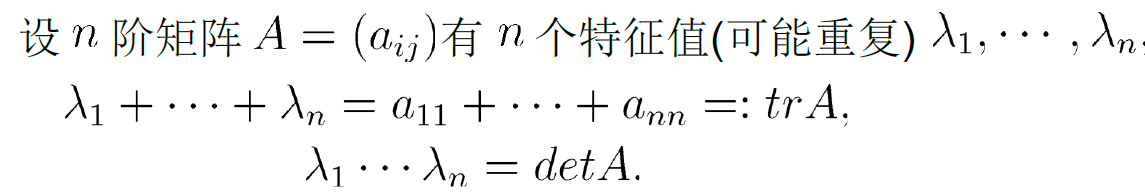 设 n 阶矩阵 A = (a_{ij})有 n 个特征值(可能重复) λ_1, ⋯ , λ_n,
λ_1 + ⋯ + λ_n = a_{11} + ⋯ + a_{nn} =: trA,
λ_1 ⋯ λ_n = detA.